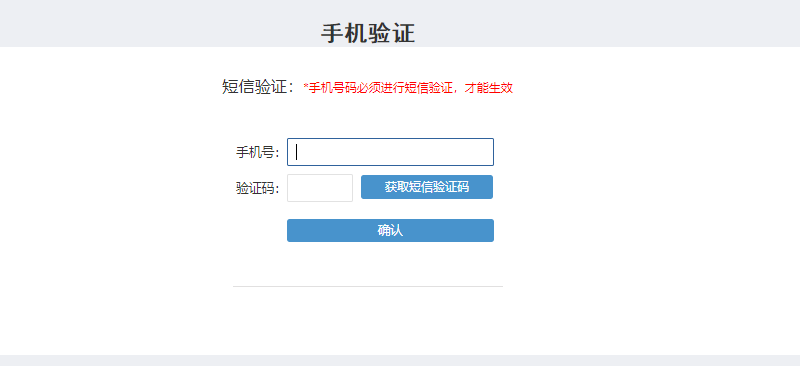 手机验证
短信验证：*手机号码必须进行短信验证，才能生效
手机号：
验证码： 获取短信验证码
确认